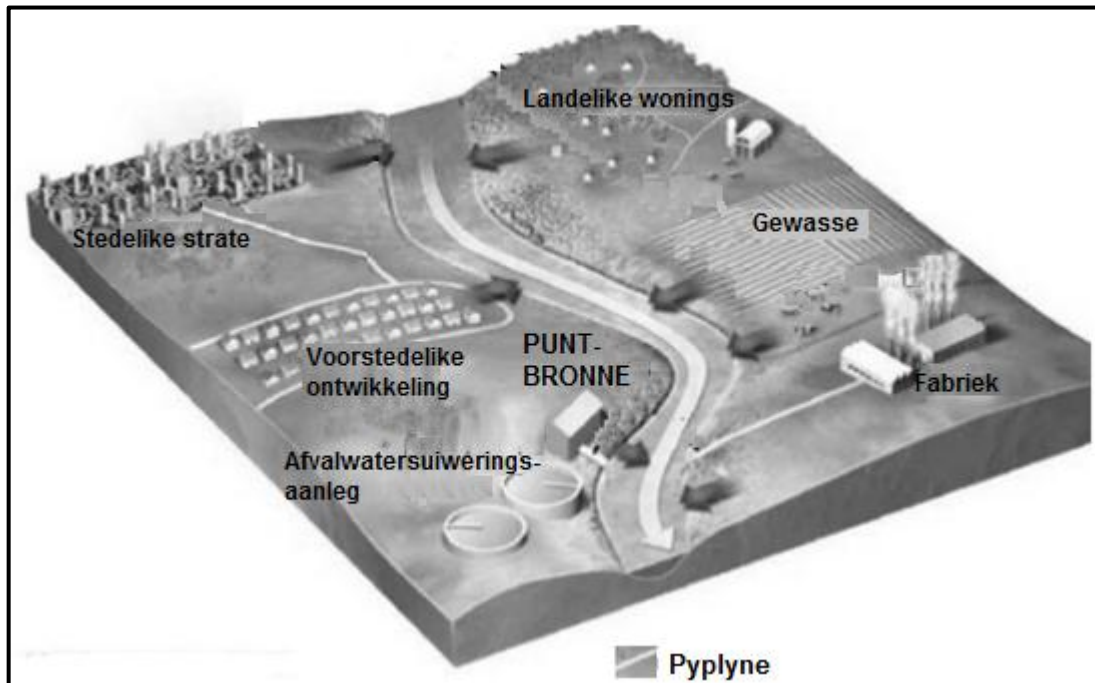 Landelike wonings
Stedelike strate
Gewasse
PUNT-
BRONNE
Voorstedelike
ontwikkeling
Fabriek
Afvalwatersuiwerings-
aanleg
Pyplyne